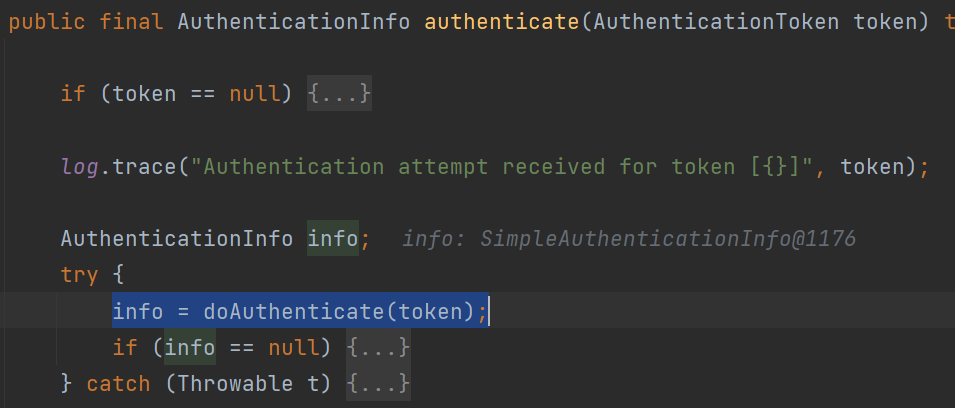 public final AuthenticationInfo authenticate(AuthenticationToken token) t
if (token == null) {...}
log.trace("Authentication attempt received for token [{}]", token);
AuthenticationInfo info; info: SimpleAuthenticationInfo@1176
try {
info = doAuthenticate(token);
if (info == null) {...}
} catch (Throwable t) {...}